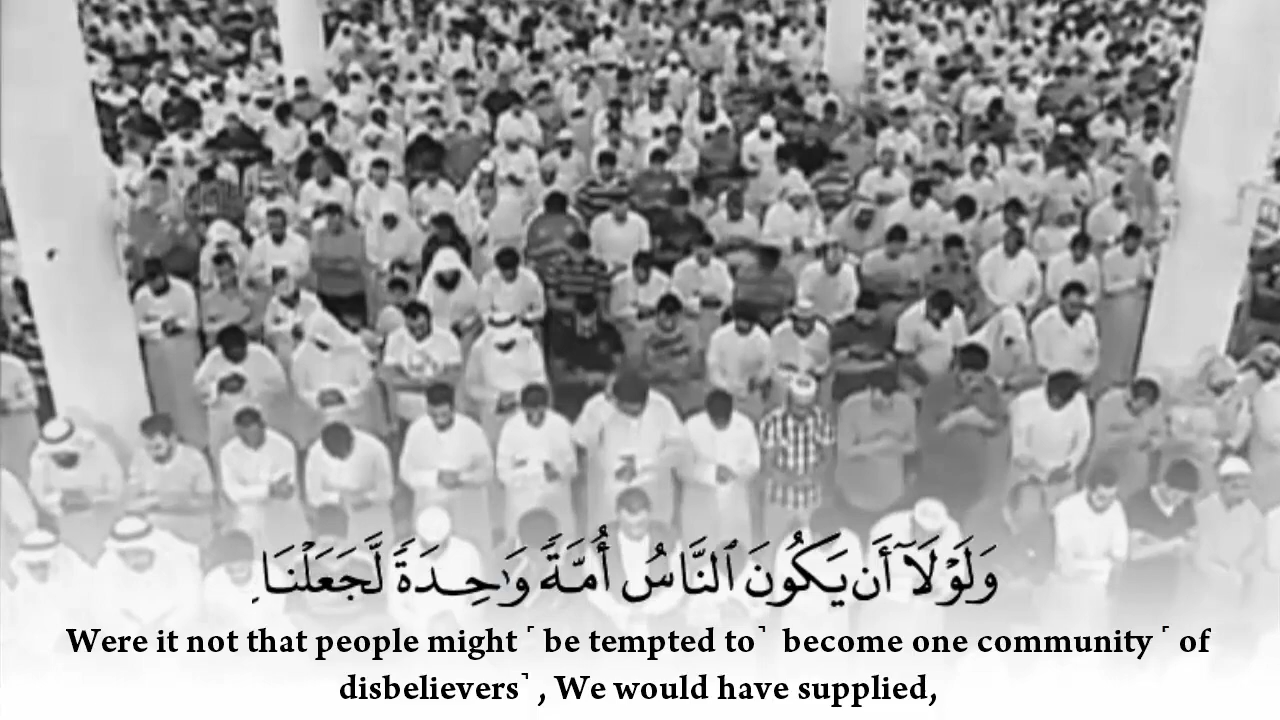 وَلَوْلَآ أَن يَكُونَ ٱلنَّاسُ أُمَّةً وَٰحِدَةً لَّجَعَلْنَا
Were it not that people might ˹ be tempted to˺ become one community ˹ of
disbelievers˺ , We would have supplied,